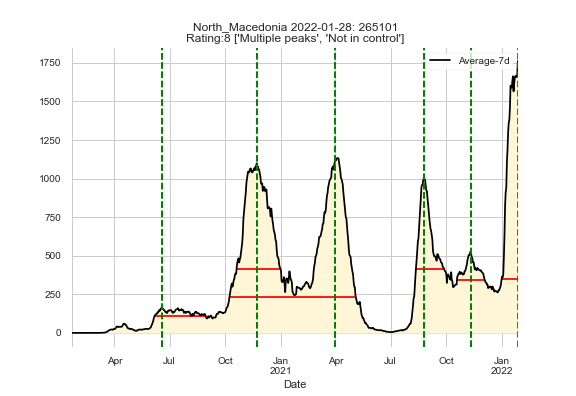 North_Macedonia 2022-01-28: 265101
Rating:8 ['Multiple peaks', 'Not in control']
Average-7d
1750
1500
1250
1000
750
500
250
0
Apr Jul Oct Jan Apr Jul Oct Jan
2021 2022
Date